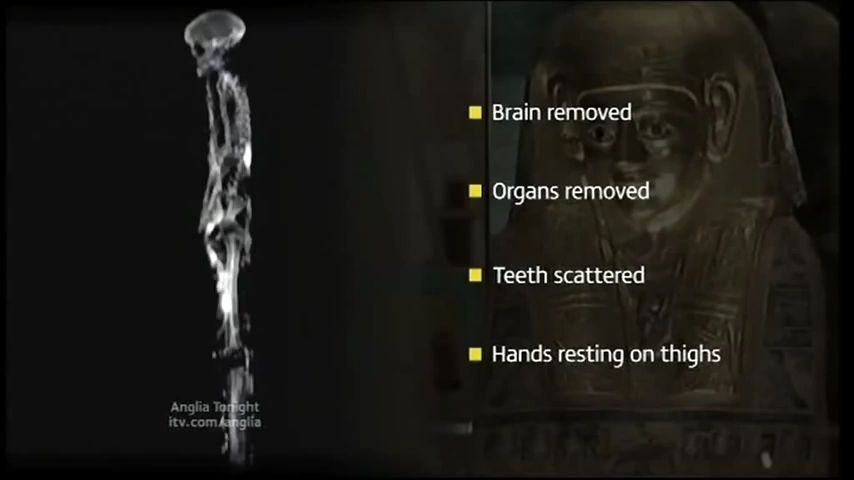 Brain removed
Organs removed
Teeth scattered
Hands resting on thighs
Anglia Tonight
itv.com/anglia